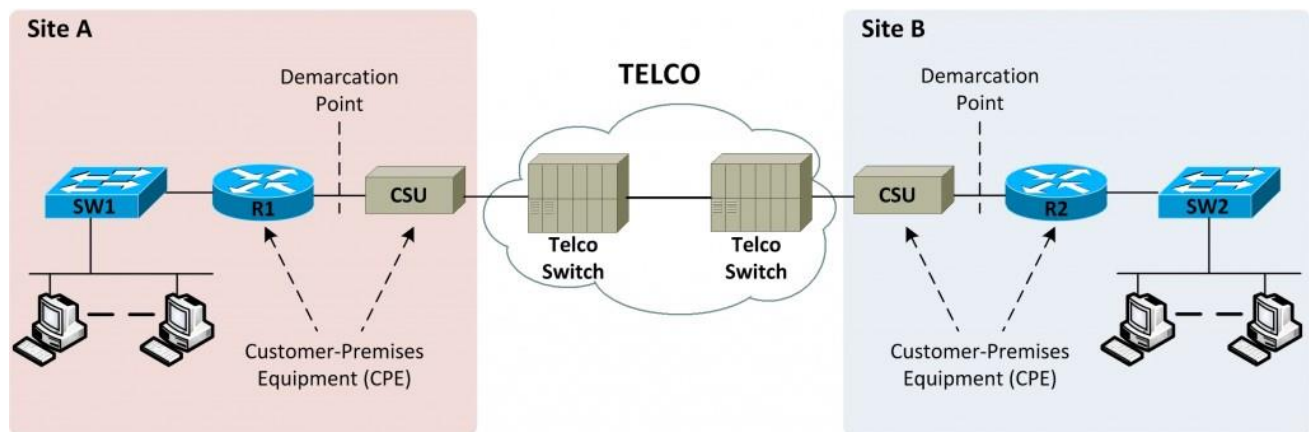 Site A
Demarcation
Point
SW1
R1
CSU
Customer-Premises
Equipment (CPE)
TELCO
Telco
Switch
Telco
Switch
Site B
Demarcation
Point
CSU
R2
SW2
Customer-Premises
Equipment (CPE)